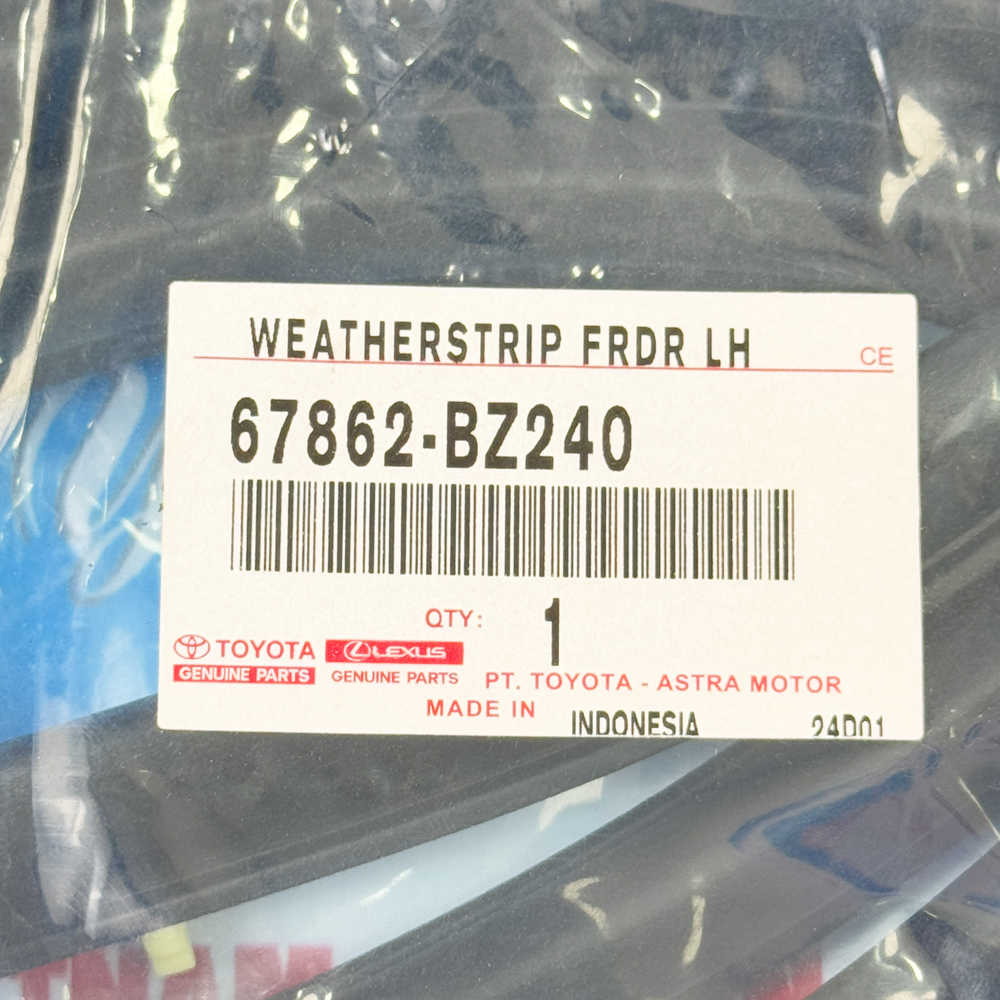 WEATHERSTRIP FRDR LH
CE
67862-BZ240
QTY: 1
TOYOTA LEXUS
GENUINE PARTS GENUINE PARTS PT. TOYOTA - ASTRA MOTOR
MADE IN INDONESIA 24D01
TNAM